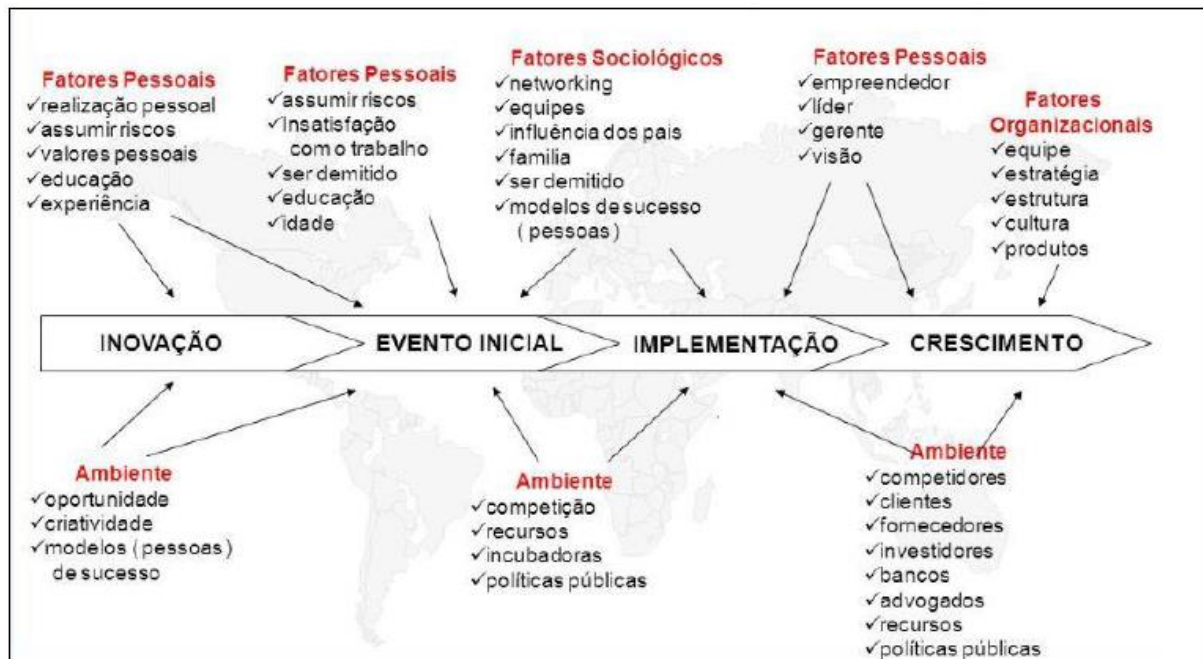 Fatores Pessoais
✓realização pessoal
✓assumir riscos
✓valores pessoais
✓educação
✓experiência
Fatores Pessoais
✓assumir riscos
✓Insatisfação
com o trabalho
✓ser demitido
✓educação
✓idade
Fatores Sociológicos
✓networking
✓equipes
✓influência dos pais
✓familia
✓ser demitido
✓modelos de sucesso
( pessoas )
Fatores Pessoais
✓empreendedor
✓líder
✓gerente
✓visão
Fatores
Organizacionais
✓equipe
✓estratégia
✓estrutura
✓cultura
✓produtos
INOVAÇÃO
EVENTO INICIAL
IMPLEMENTAÇÃO
CRESCIMENTO
Ambiente
✓oportunidade
✓criatividade
✓modelos ( pessoas )
de sucesso
Ambiente
✓competição
✓recursos
✓incubadoras
✓políticas públicas
Ambiente
✓competidores
✓clientes
✓fornecedores
✓investidores
✓bancos
✓advogados
✓recursos
✓políticas públicas